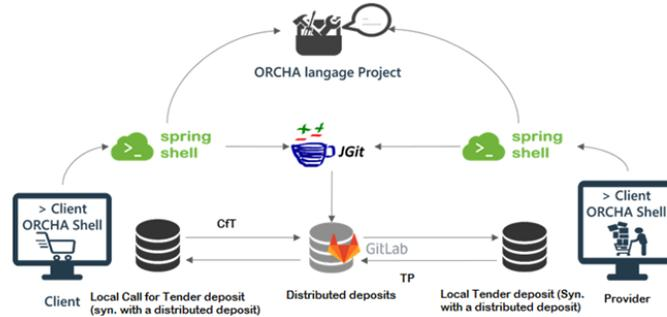 ORCHA langage Project
spring
shell
JGit
spring
shell
> Client
ORCHA Shell
Client
CfT
GitLab
TP
> Client
ORCHA Shell
Provider
Local Call for Tender deposit
(syn. with a distributed deposit)
Distributed deposits
Local Tender deposit (Syn.
with a distributed deposit)